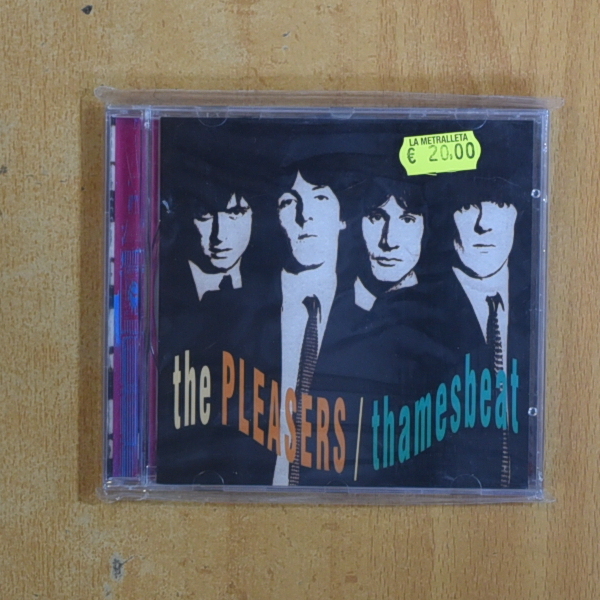 LA METRALLETA
€ 20,00
the PLEASERS / thamesbeat